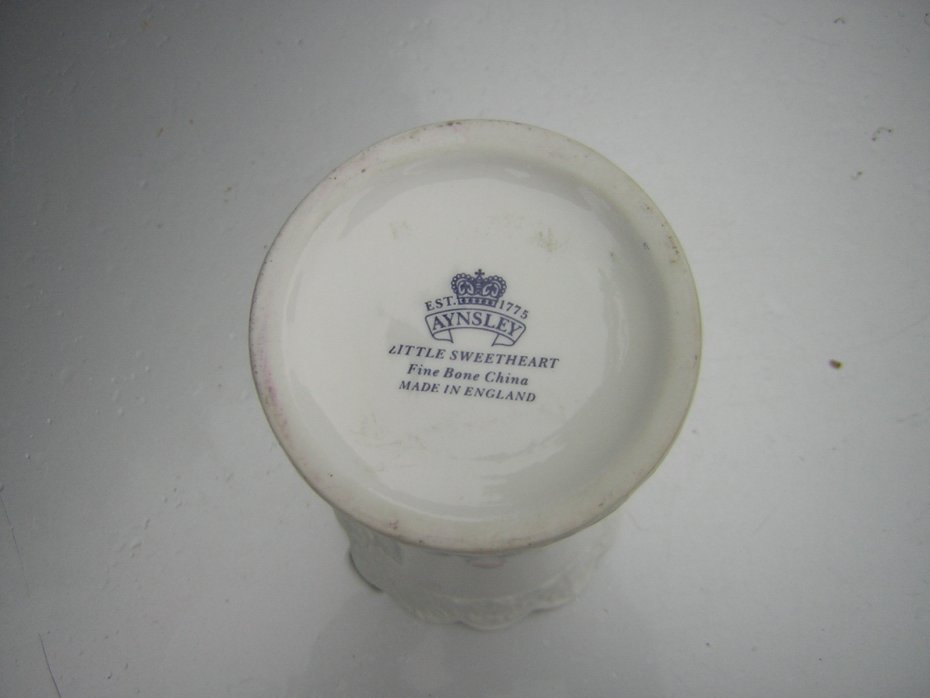 EST. 1775
AYNSLEY
LITTLE SWEETHEART
Fine Bone China
MADE IN ENGLAND